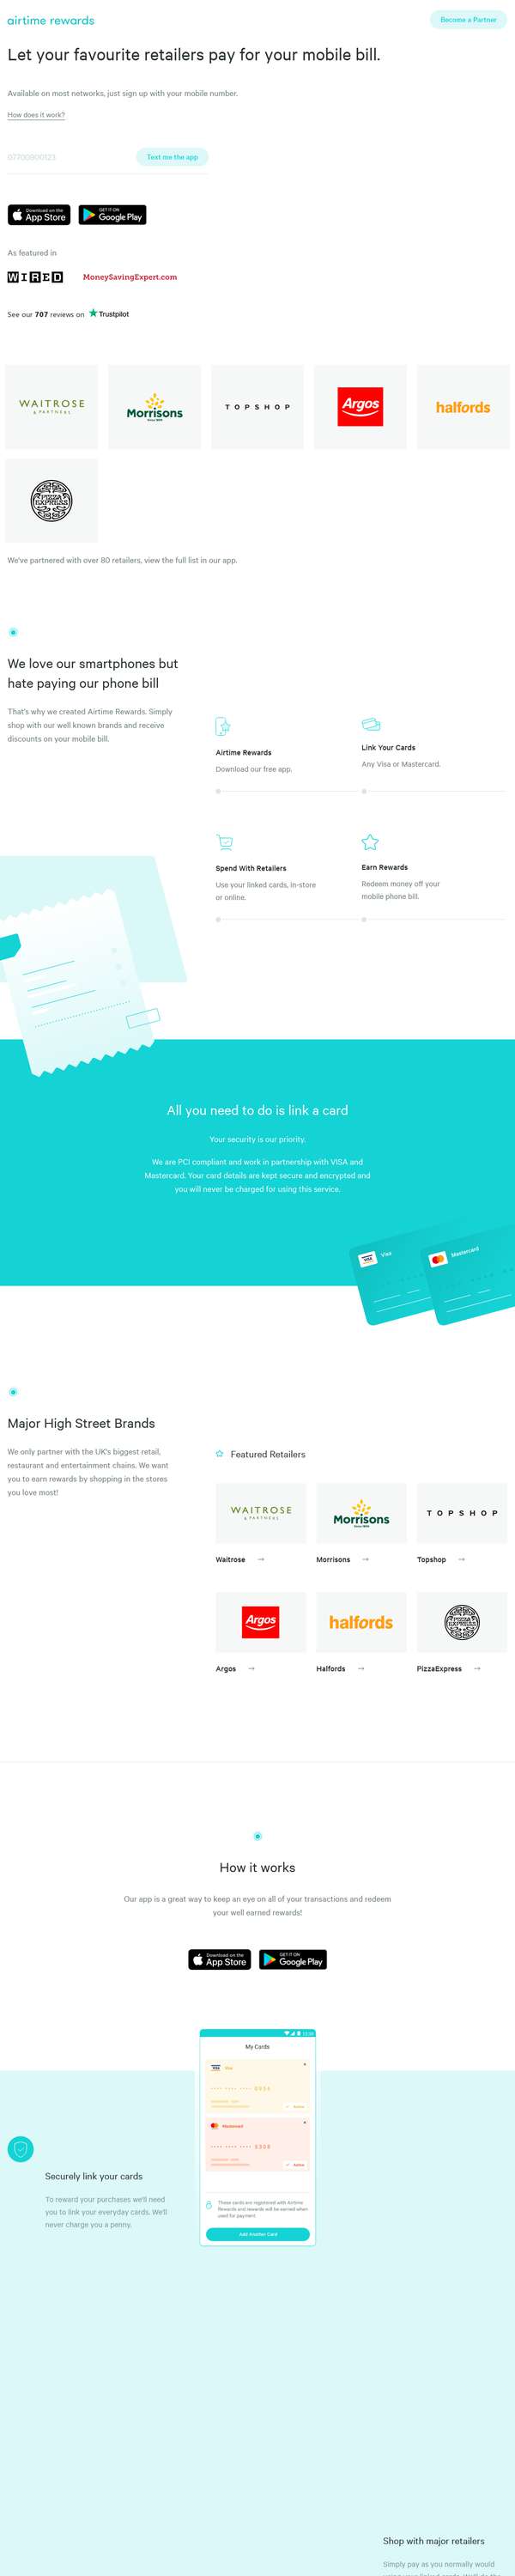 airtime rewards
Become a Partner
Let your favourite retailers pay for your mobile bill.
Available on most networks, just sign up with your mobile number.
How does it work?
07700900123
Text me the app
Download on the
App Store
GET IT ON
Google Play
As featured in
WIRED
MoneySavingExpert.com
See our 707 reviews on Trustpilot
WAITROSE
& PARTNERS
Morrisons
Since 1899
TOPSHOP
Argos
halfords
PIZZA
EXPRESS
We've partnered with over 80 retailers, view the full list in our app.
We love our smartphones but
hate paying our phone bill
That's why we created Airtime Rewards. Simply
shop with our well known brands and receive
discounts on your mobile bill.
Airtime Rewards
Download our free app.
Link Your Cards
Any Visa or Mastercard.
Spend With Retailers
Use your linked cards, in-store
or online.
Earn Rewards
Redeem money off your
mobile phone bill.
All you need to do is link a card
Your security is our priority.
We are PCI compliant and work in partnership with VISA and
Mastercard. Your card details are kept secure and encrypted and
you will never be charged for using this service.
VISA
Visa
Mastercard
Major High Street Brands
We only partner with the UK's biggest retail,
restaurant and entertainment chains. We want
you to earn rewards by shopping in the stores
you love most!
Featured Retailers
WAITROSE
& PARTNERS
Morrisons
Since 1899
TOPSHOP
Waitrose
Morrisons
Topshop
Argos
halfords
PIZZA
EXPRESS
Argos
Halfords
PizzaExpress
How it works
Our app is a great way to keep an eye on all of your transactions and redeem
your well earned rewards!
Download on the
App Store
GET IT ON
Google Play
My Cards
VISA
Visa
Mastercard
These cards are registered with Airtime
Rewards and rewards will be earned when
used for payment
Add Another Card
Securely link your cards
To reward your purchases we'll need
you to link your everyday cards. We'll
never charge you a penny.
Shop with major retailers
Simply pay as you normally would